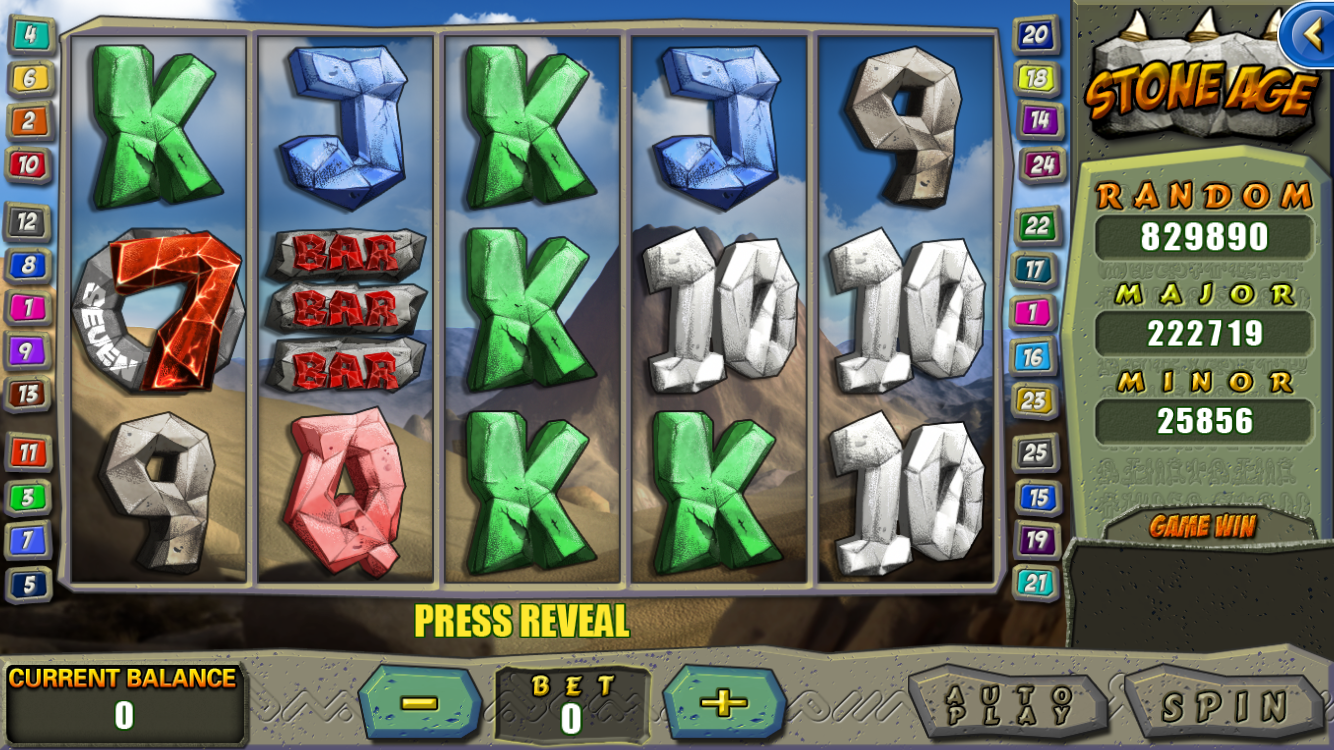 4
6
2
10
12
8
1
9
13
11
3
7
5
K J K J 9
SEVEN 7 BAR BAR BAR K 10 10
9 Q K K 10
20
18
14
24
22
17
1
16
23
25
15
19
21
STONE AGE
RANDOM
829890
MAJOR
222719
MINOR
25856
GAME WIN
PRESS REVEAL
CURRENT BALANCE
0
-
BET
0
+
AUTO
PLAY
SPIN